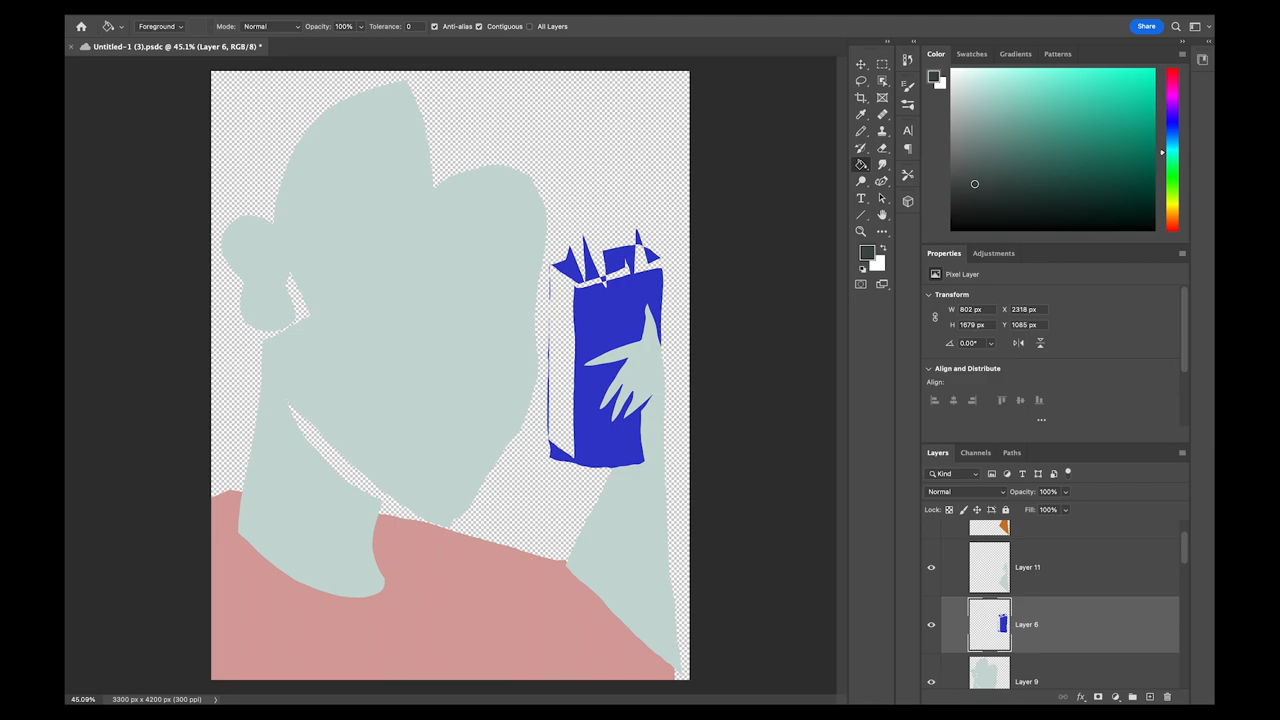 Foreground Mode: Normal Opacity: 100% Tolerance: 0 Anti-alias Contiguous All Layers Share
Untitled-1 (3).psdc @ 45.1% (Layer 6, RGB/8) *
Color Swatches Gradients Patterns
Properties Adjustments
Pixel Layer
Transform
W 802 px X 2318 px
H 1679 px Y 1085 px
0.00°
Align and Distribute
Align:
Layers Channels Paths
Kind
Normal Opacity: 100%
Lock: Fill: 100%
Layer 11
Layer 6
Layer 9
45.09% 3300 px x 4200 px (300 ppi)